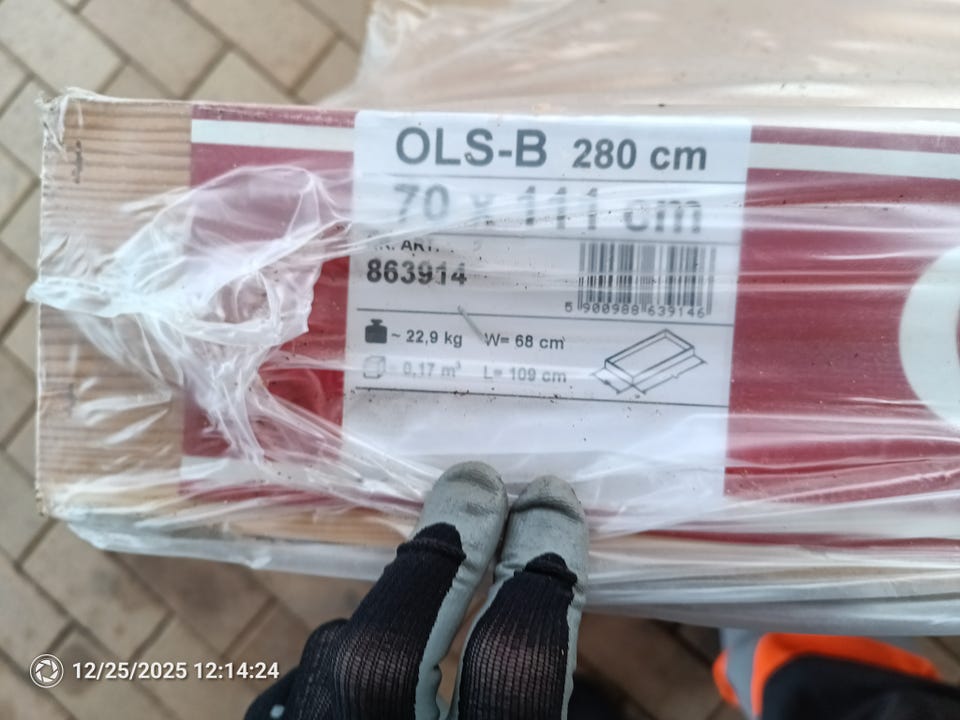 OLS-B 280 cm
70 x 111 cm
ART.
863914
5 900988 639146
~ 22,9 kg W= 68 cm
0,17 m³ L= 109 cm
12/25/2025 12:14:24